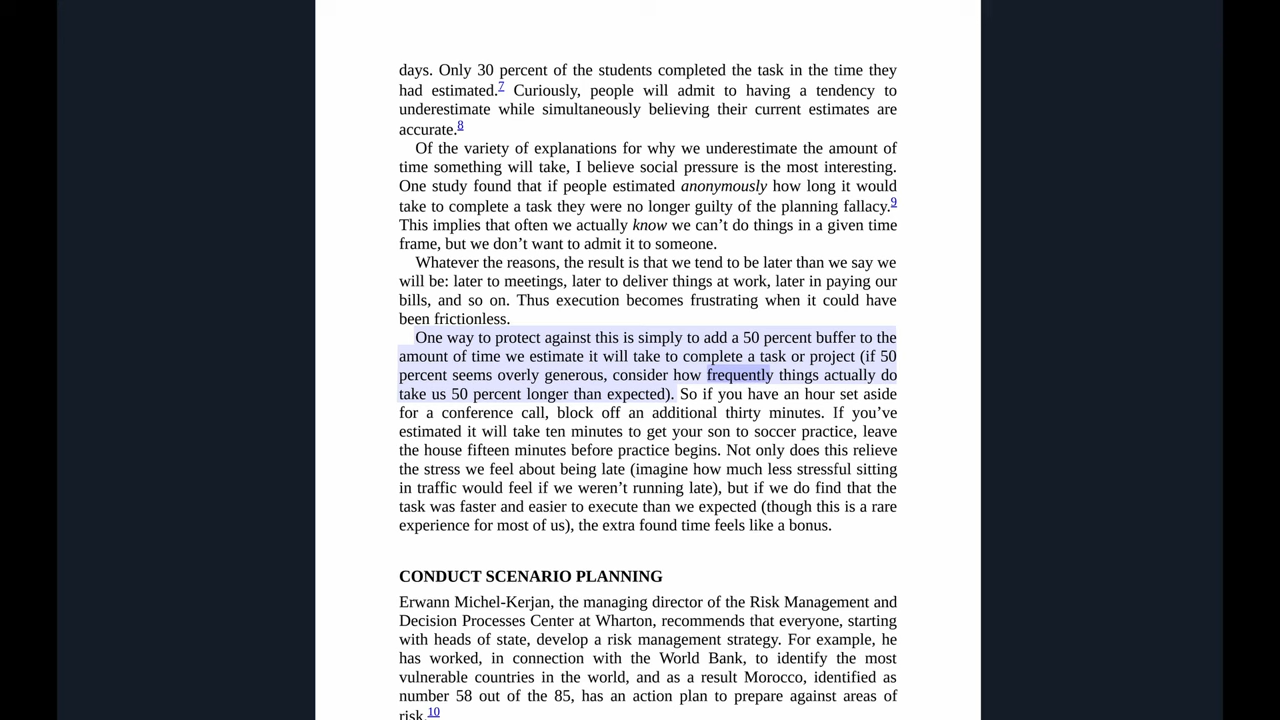 days. Only 30 percent of the students completed the task in the time they
had estimated.7 Curiously, people will admit to having a tendency to
underestimate while simultaneously believing their current estimates are
accurate.8
Of the variety of explanations for why we underestimate the amount of
time something will take, I believe social pressure is the most interesting.
One study found that if people estimated anonymously how long it would
take to complete a task they were no longer guilty of the planning fallacy.9
This implies that often we actually know we can’t do things in a given time
frame, but we don’t want to admit it to someone.
Whatever the reasons, the result is that we tend to be later than we say we
will be: later to meetings, later to deliver things at work, later in paying our
bills, and so on. Thus execution becomes frustrating when it could have
been frictionless.
One way to protect against this is simply to add a 50 percent buffer to the
amount of time we estimate it will take to complete a task or project (if 50
percent seems overly generous, consider how frequently things actually do
take us 50 percent longer than expected). So if you have an hour set aside
for a conference call, block off an additional thirty minutes. If you’ve
estimated it will take ten minutes to get your son to soccer practice, leave
the house fifteen minutes before practice begins. Not only does this relieve
the stress we feel about being late (imagine how much less stressful sitting
in traffic would feel if we weren’t running late), but if we do find that the
task was faster and easier to execute than we expected (though this is a rare
experience for most of us), the extra found time feels like a bonus.
CONDUCT SCENARIO PLANNING
Erwann Michel-Kerjan, the managing director of the Risk Management and
Decision Processes Center at Wharton, recommends that everyone, starting
with heads of state, develop a risk management strategy. For example, he
has worked, in connection with the World Bank, to identify the most
vulnerable countries in the world, and as a result Morocco, identified as
number 58 out of the 85, has an action plan to prepare against areas of
risk.10